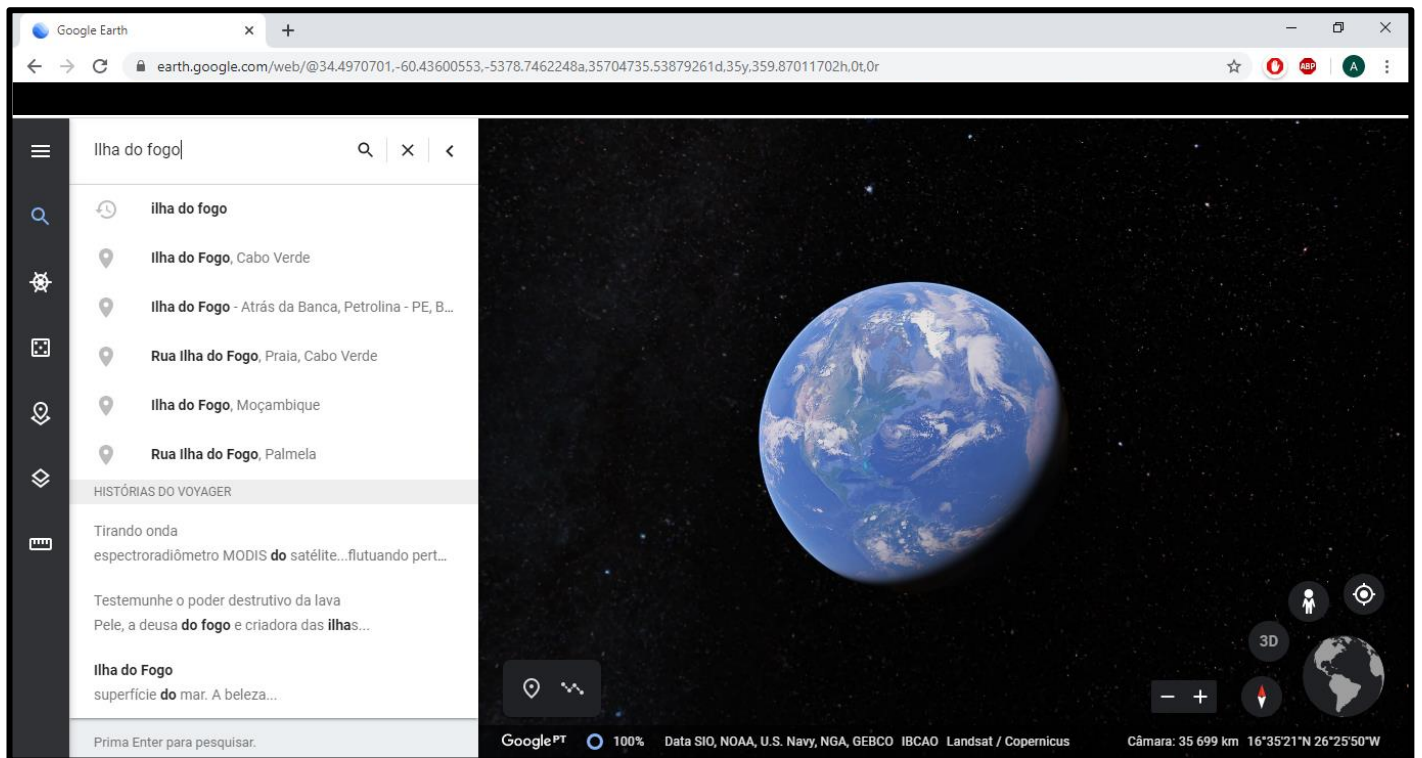 Google Earth
earth.google.com/web/@34.4970701,-60.43600553,-5378.7462248a,35704735.53879261d,35y,359.87011702h,0t,0r
ABP
A
Ilha do fogo
ilha do fogo
Ilha do Fogo, Cabo Verde
Ilha do Fogo - Atrás da Banca, Petrolina - PE, B...
Rua Ilha do Fogo, Praia, Cabo Verde
Ilha do Fogo, Moçambique
Rua Ilha do Fogo, Palmela
HISTÓRIAS DO VOYAGER
Tirando onda
espectroradiômetro MODIS do satélite...flutuando pert...
Testemunhe o poder destrutivo da lava
Pele, a deusa do fogo e criadora das ilhas...
Ilha do Fogo
superfície do mar. A beleza...
Prima Enter para pesquisar.
3D
Google PT 100% Data SIO, NOAA, U.S. Navy, NGA, GEBCO IBCAO Landsat / Copernicus Câmara: 35 699 km 16°35'21"N 26°25'50"W